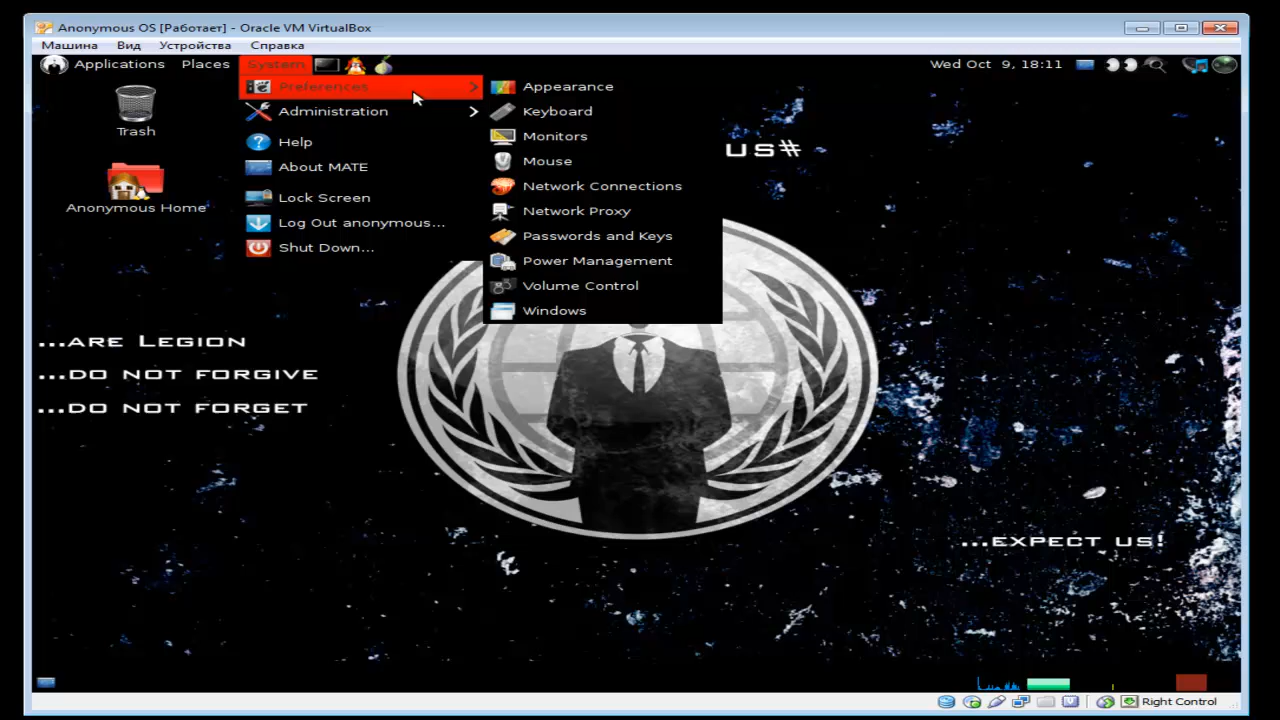 Anonymous OS [Работает] - Oracle VM VirtualBox
Машина Вид Устройства Справка
Applications Places System Wed Oct 9, 18:11
Preferences
Administration
Help
About MATE
Lock Screen
Log Out anonymous...
Shut Down...
Appearance
Keyboard
Monitors
Mouse
Network Connections
Network Proxy
Passwords and Keys
Power Management
Volume Control
Windows
Trash
Anonymous Home
US#
...ARE LEGION
...DO NOT FORGIVE
...DO NOT FORGET
...EXPECT US!
Right Control